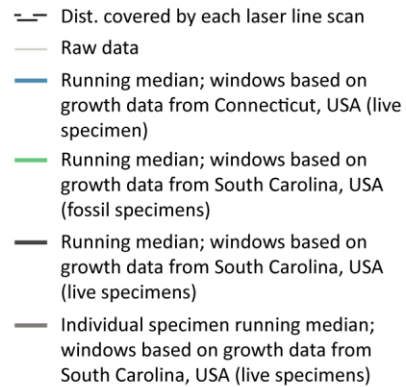 Dist. covered by each laser line scan
Raw data
Running median; windows based on
growth data from Connecticut, USA (live
specimen)
Running median; windows based on
growth data from South Carolina, USA
(fossil specimens)
Running median; windows based on
growth data from South Carolina, USA
(live specimens)
Individual specimen running median;
windows based on growth data from
South Carolina, USA (live specimens)